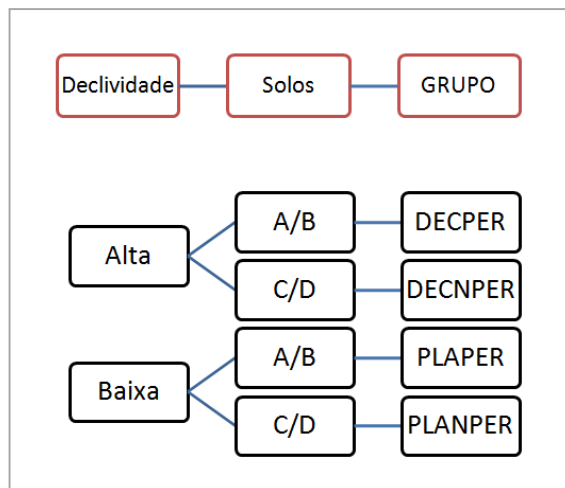 Declividade
Solos
GRUPO
Alta
A/B
DECPER
C/D
DECNPER
Baixa
A/B
PLAPER
C/D
PLANPER